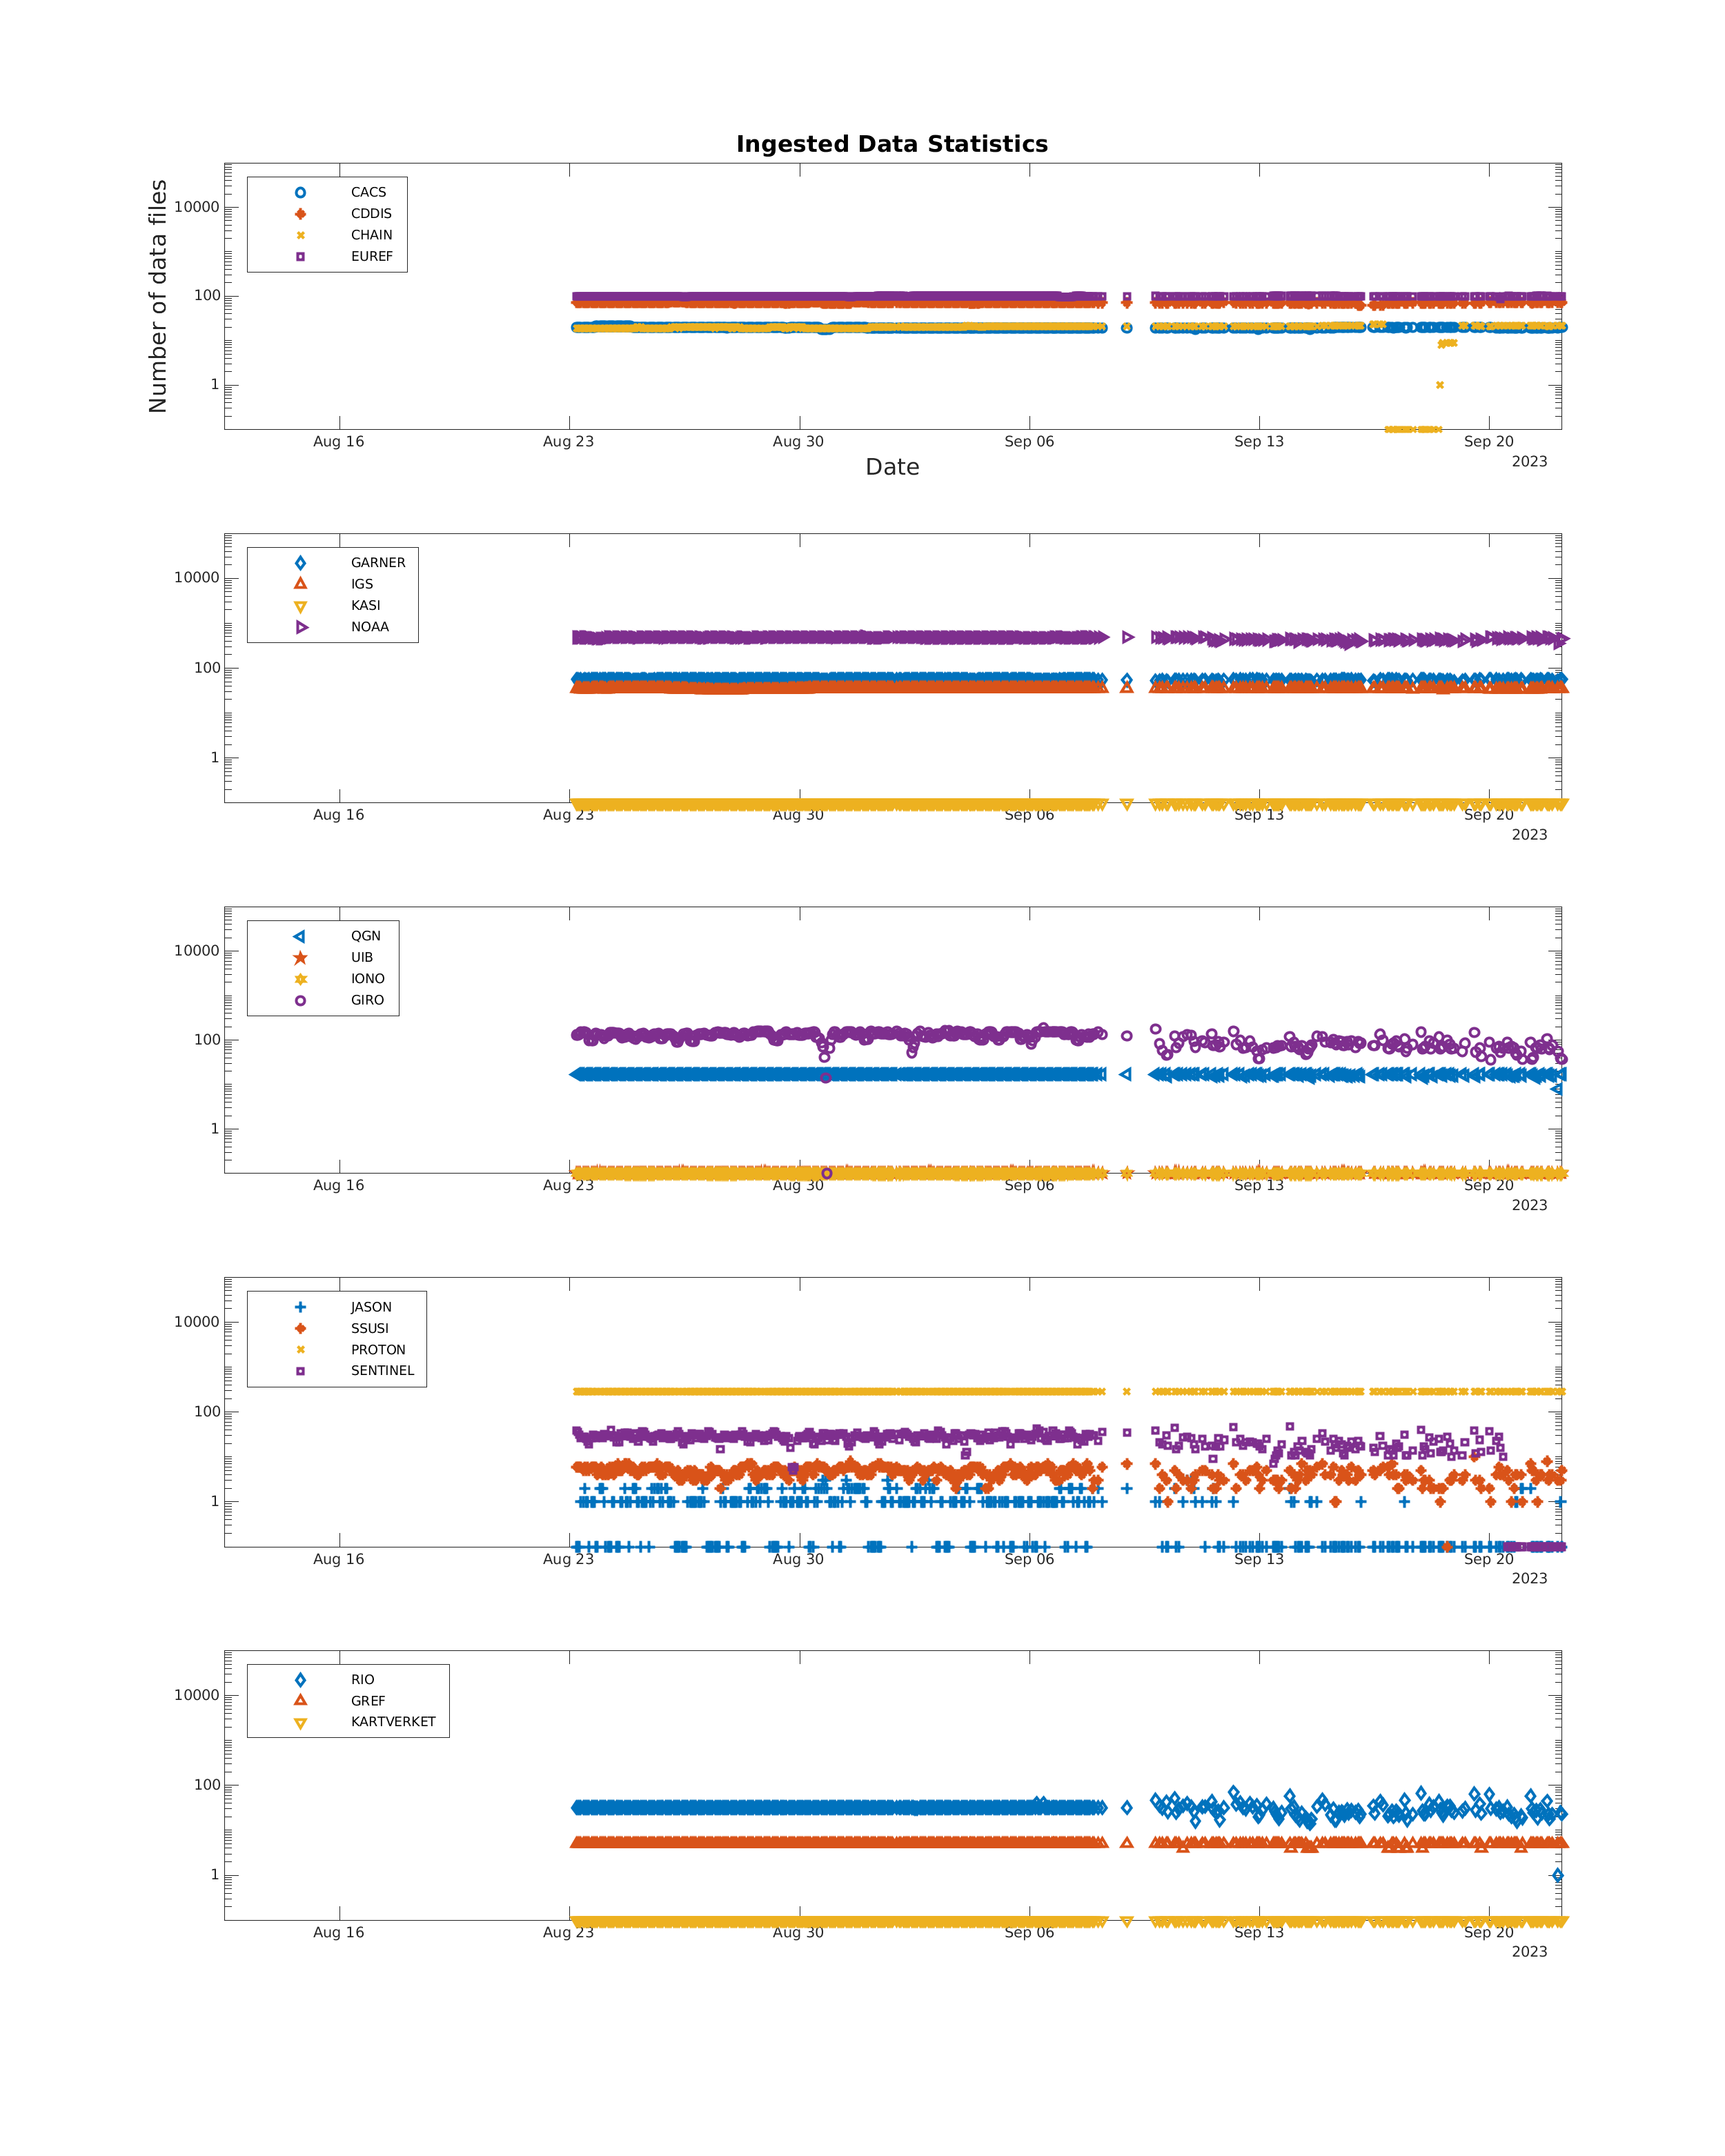 Ingested Data Statistics
Number of data files
CACS
CDDIS
CHAIN
EUREF
10000
100
1
Aug 16 Aug 23 Aug 30 Sep 06 Sep 13 Sep 20
2023
Date
GARNER
IGS
KASI
NOAA
10000
100
1
Aug 16 Aug 23 Aug 30 Sep 06 Sep 13 Sep 20
2023
QGN
UIB
IONO
GIRO
10000
100
1
Aug 16 Aug 23 Aug 30 Sep 06 Sep 13 Sep 20
2023
JASON
SSUSI
PROTON
SENTINEL
10000
100
1
Aug 16 Aug 23 Aug 30 Sep 06 Sep 13 Sep 20
2023
RIO
GREF
KARTVERKET
10000
100
1
Aug 16 Aug 23 Aug 30 Sep 06 Sep 13 Sep 20
2023